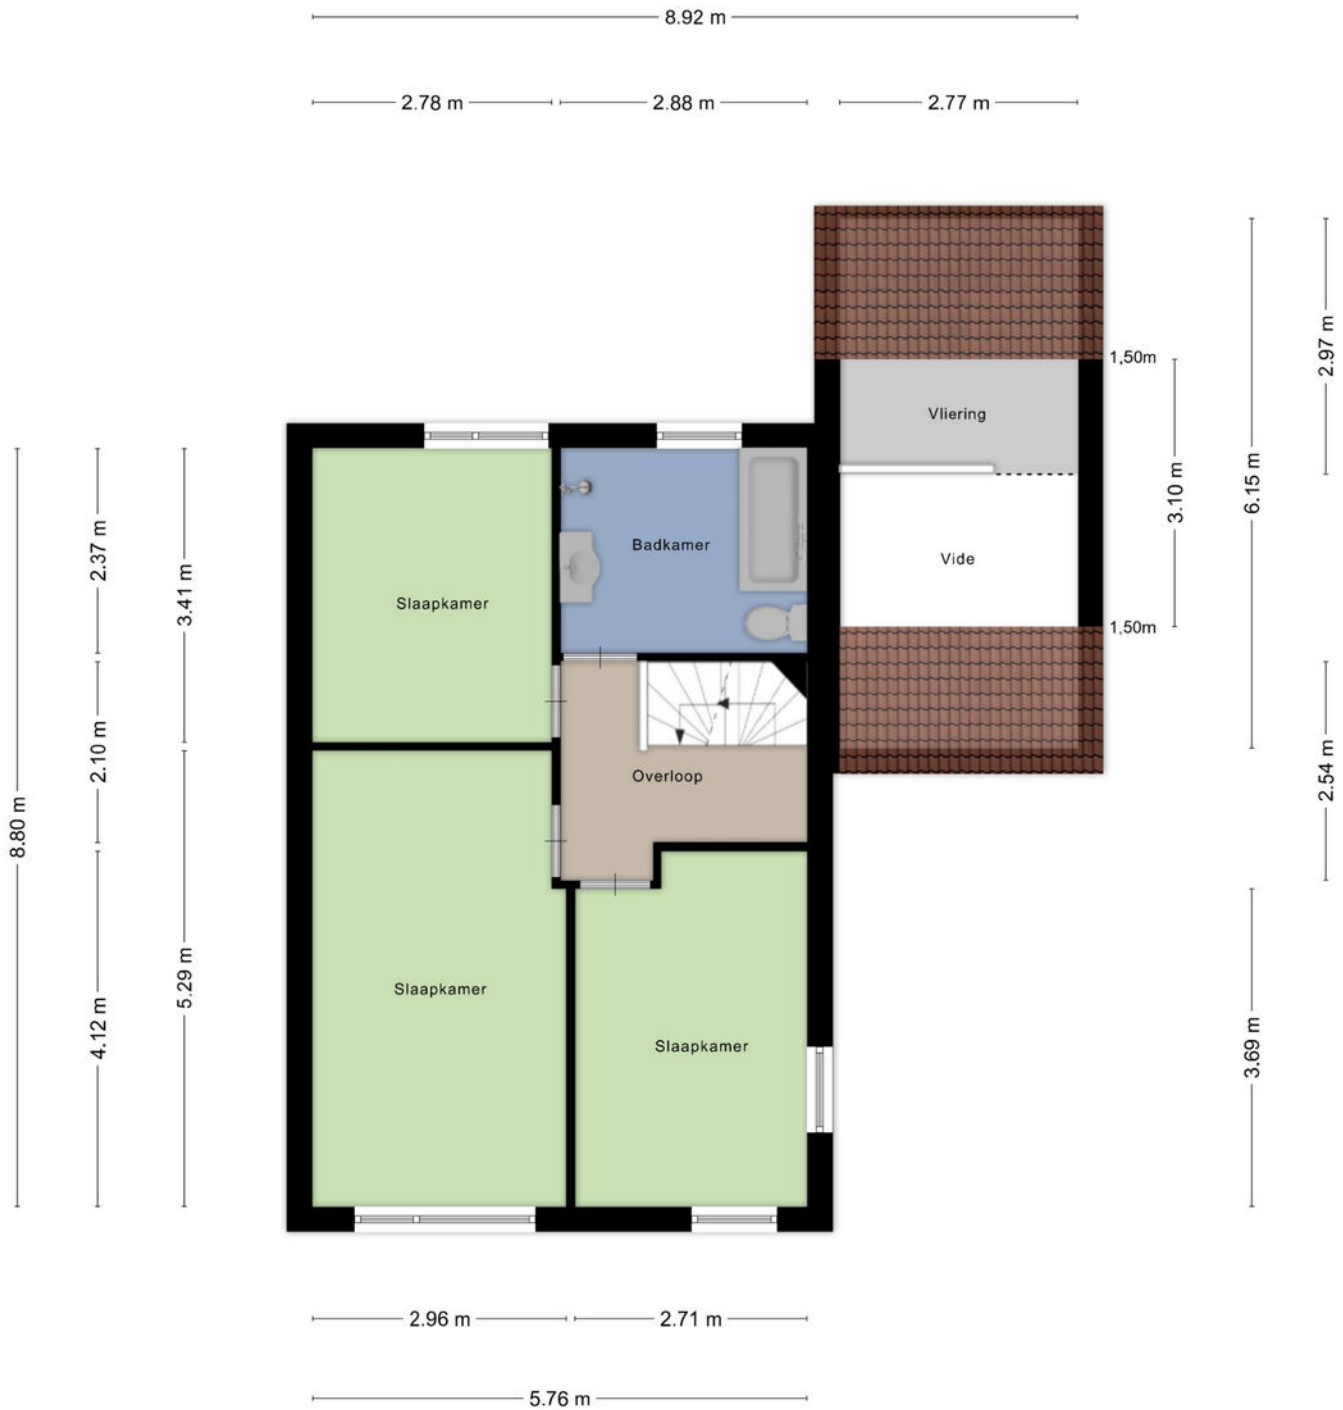 8.92 m
2.78 m
2.88 m
2.77 m
1,50m
Vliering
2.97 m
2.37 m
3.41 m
Badkamer
3.10 m
6.15 m
Slaapkamer
Vide
1,50m
2.10 m
Overloop
2.54 m
8.80 m
5.29 m
4.12 m
Slaapkamer
Slaapkamer
3.69 m
2.96 m
2.71 m
5.76 m